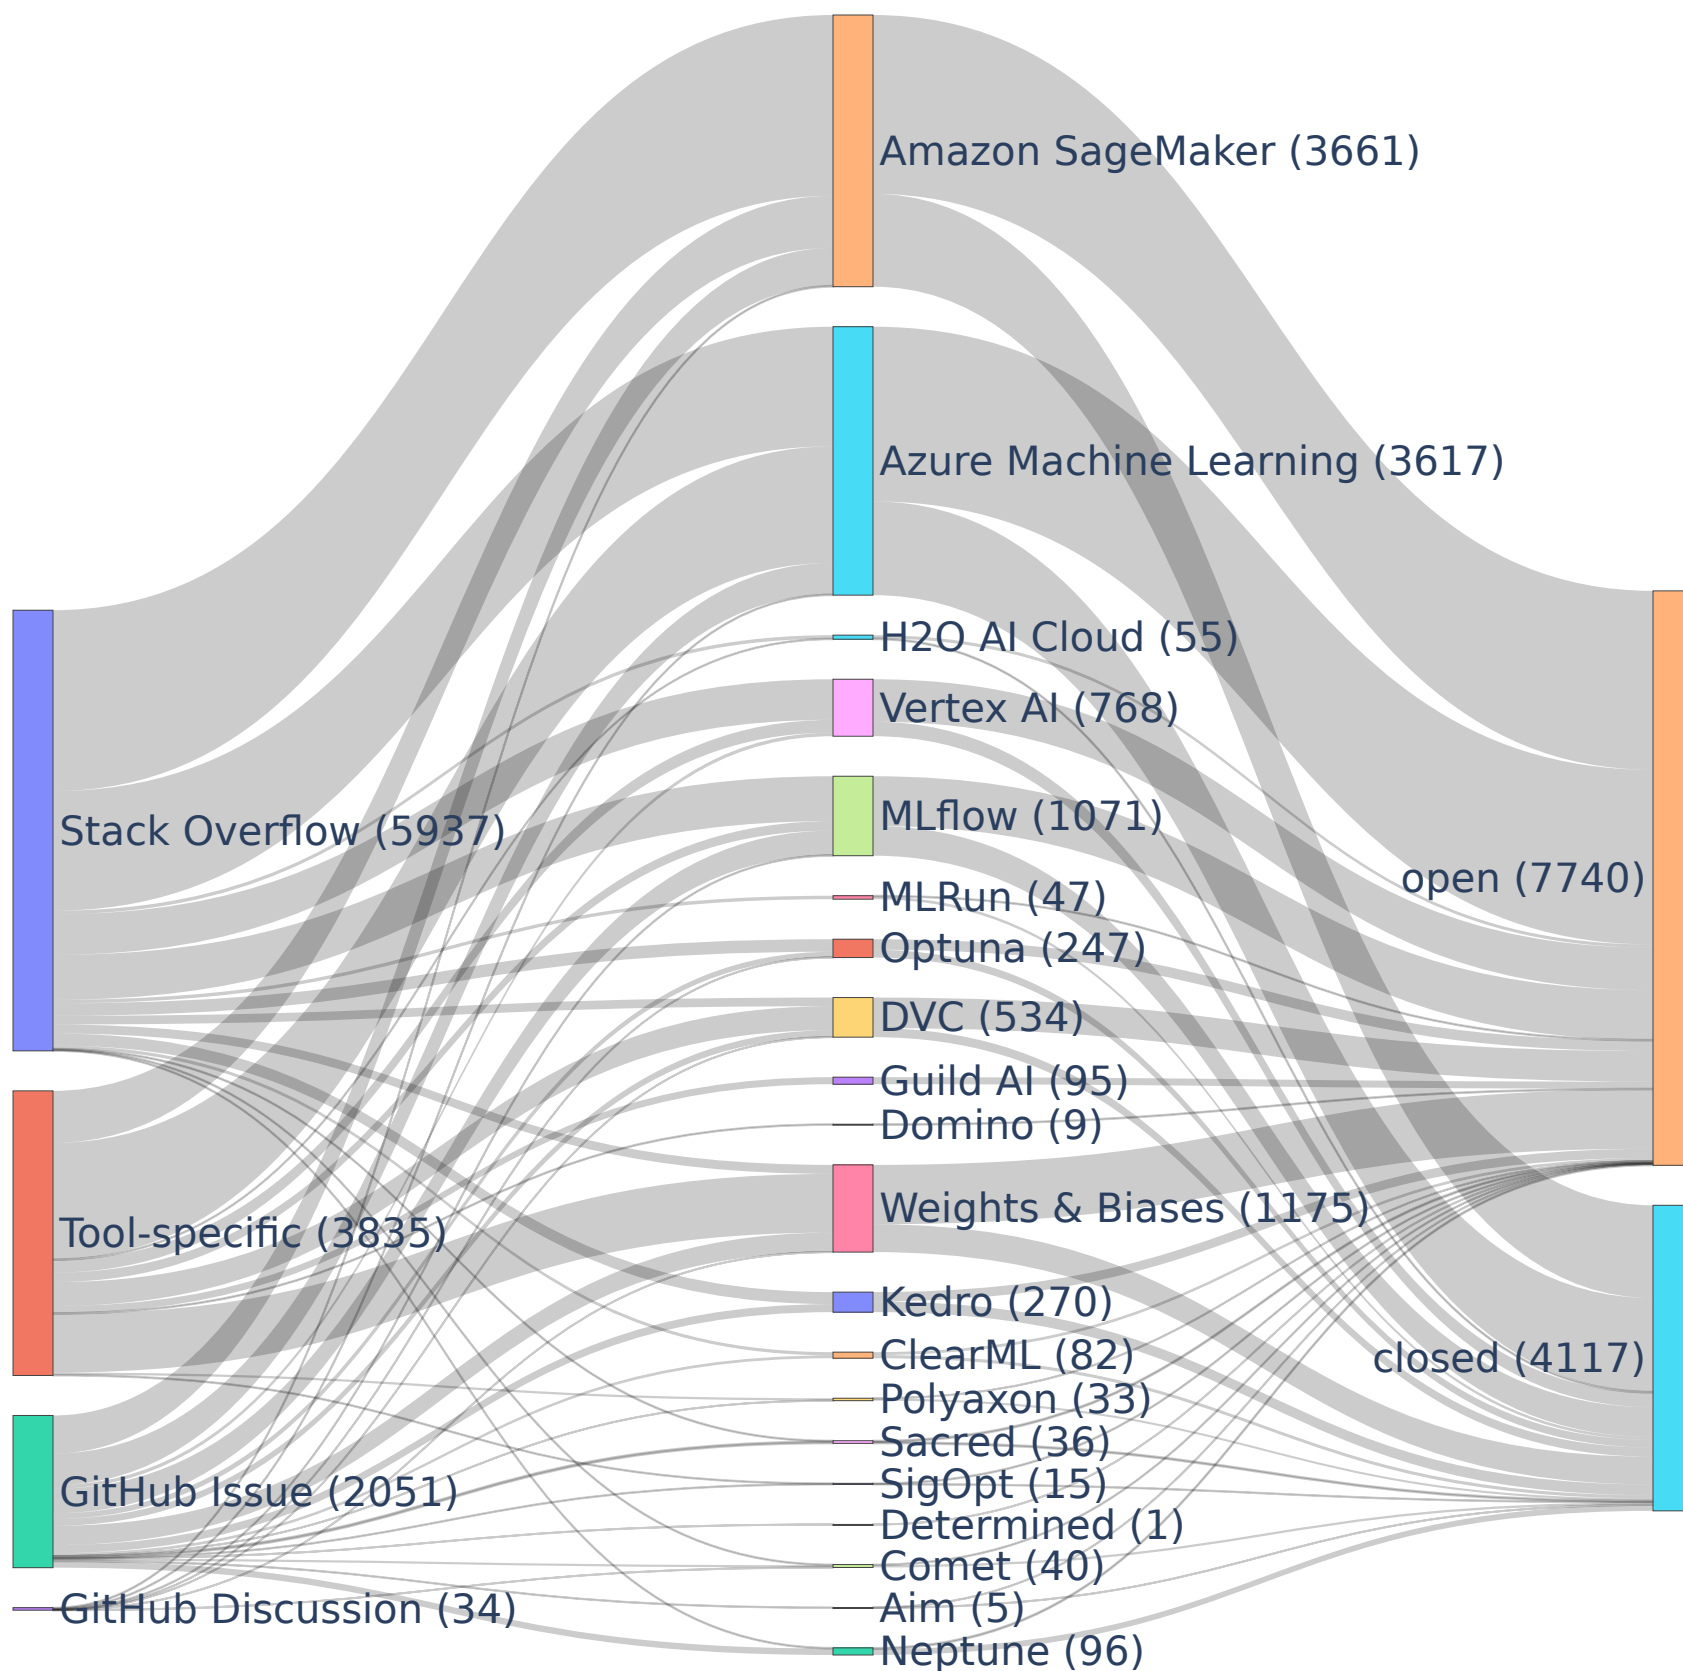 Stack Overflow (5937)
Tool-specific (3835)
GitHub Issue (2051)
GitHub Discussion (34)
Amazon SageMaker (3661)
Azure Machine Learning (3617)
H2O AI Cloud (55)
Vertex AI (768)
MLflow (1071)
MLRun (47)
Optuna (247)
DVC (534)
Guild AI (95)
Domino (9)
Weights & Biases (1175)
Kedro (270)
ClearML (82)
Polyaxon (33)
Sacred (36)
SigOpt (15)
Determined (1)
Comet (40)
Aim (5)
Neptune (96)
open (7740)
closed (4117)